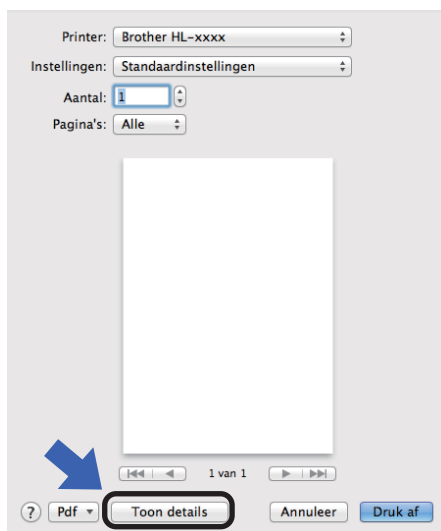 Printer: Brother HL-xxxx
Instellingen: Standaardinstellingen
Aantal: 1
Pagina's: Alle
1 van 1
? Pdf Toon details Annuleer Druk af